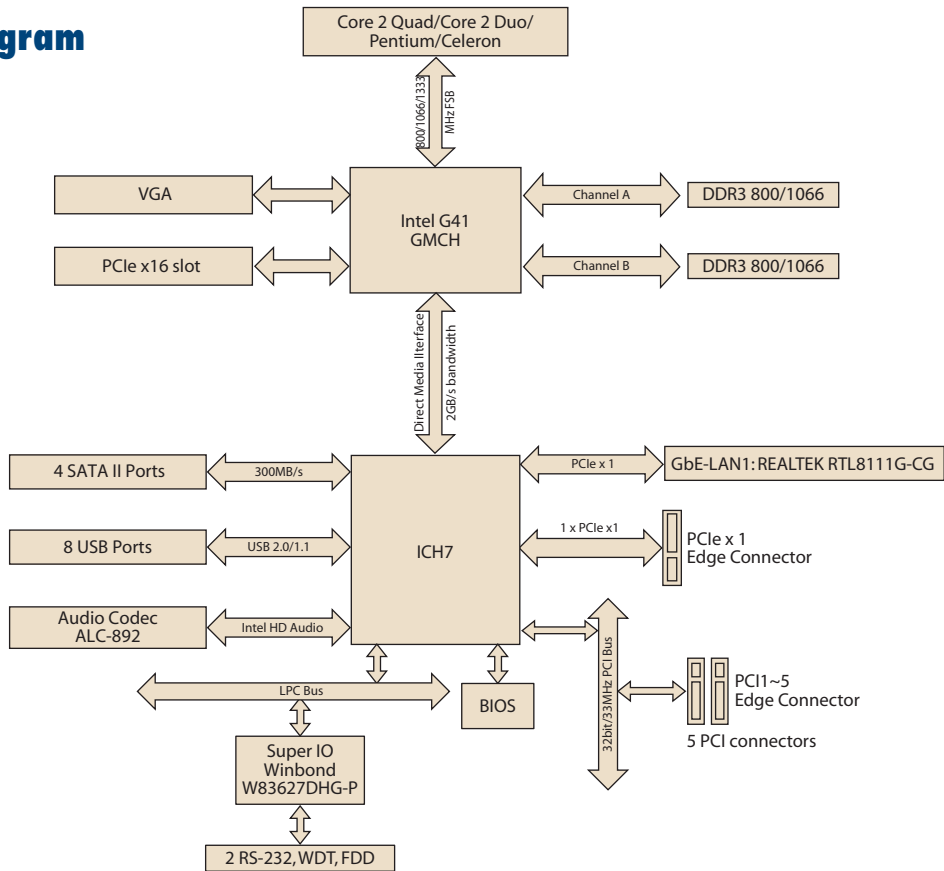 gram
Core 2 Quad/Core 2 Duo/
Pentium/Celeron
800/1066/1333
MHz FSB
VGA
PCIe x16 slot
Intel G41
GMCH
Channel A
DDR3 800/1066
Channel B
DDR3 800/1066
Direct Media IIterface
2GB/s bandwidth
4 SATA II Ports
300MB/s
8 USB Ports
USB 2.0/1.1
Audio Codec
ALC-892
Intel HD Audio
ICH7
PCIe x 1
GbE-LAN1: REALTEK RTL8111G-CG
1 x PCIe x1
PCIe x 1
Edge Connector
32bit/33MHz PCI Bus
PCI1~5
Edge Connector
5 PCI connectors
LPC Bus
BIOS
Super IO
Winbond
W83627DHG-P
2 RS-232, WDT, FDD